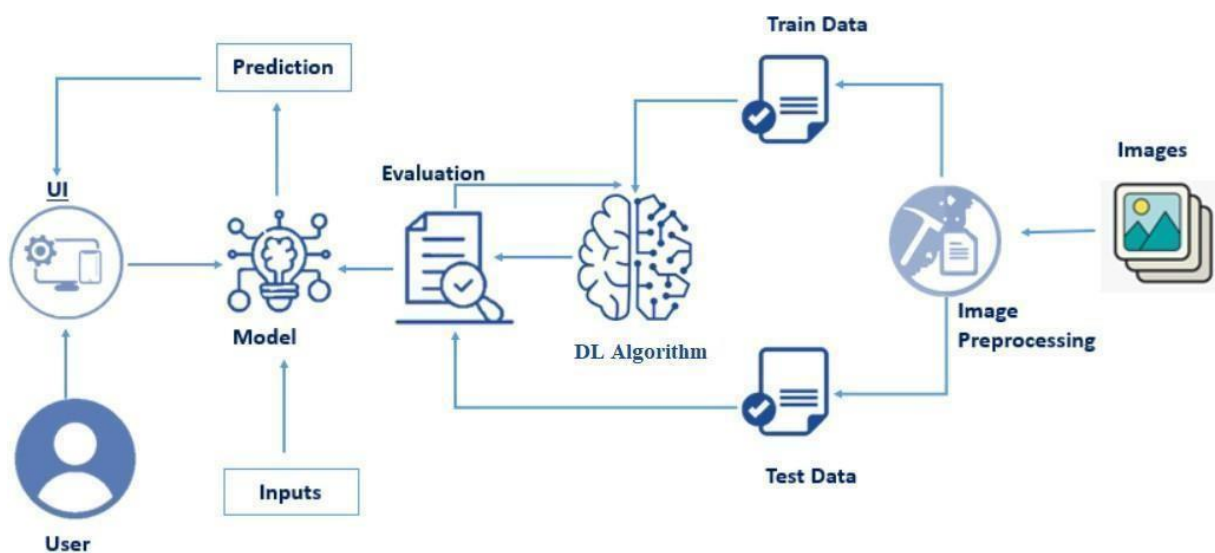 Train Data
Prediction
Images
Evaluation
UI
Model
Image
Preprocessing
DL Algorithm
Inputs
Test Data
User